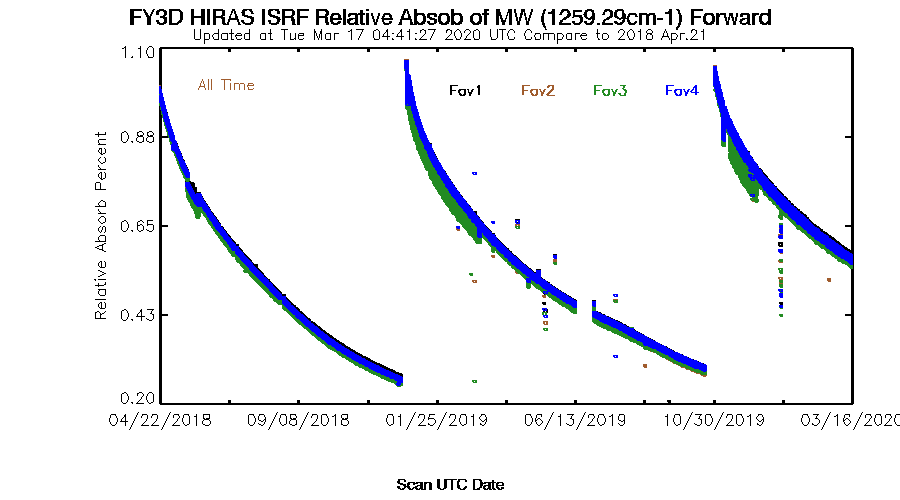 FY3D HIRAS ISRF Relative Absob of MW (1259.29cm-1) Forward
Updated at Tue Mar 17 04:41:27 2020 UTC Compare to 2018 Apr.21
1.10
All Time
Fov1 Fov2 Fov3 Fov4
0.88
Relative Absorb Percent
0.65
0.43
0.20
04/22/2018 09/08/2018 01/25/2019 06/13/2019 10/30/2019 03/16/2020
Scan UTC Date